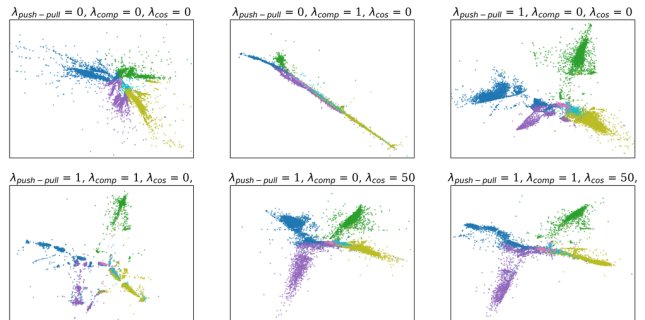 λpush−pull = 0, λcomp = 0, λcos = 0
λpush−pull = 0, λcomp = 1, λcos = 0
λpush−pull = 1, λcomp = 0, λcos = 0
λpush−pull = 1, λcomp = 1, λcos = 0,
λpush−pull = 1, λcomp = 0, λcos = 50
λpush−pull = 1, λcomp = 1, λcos = 50,